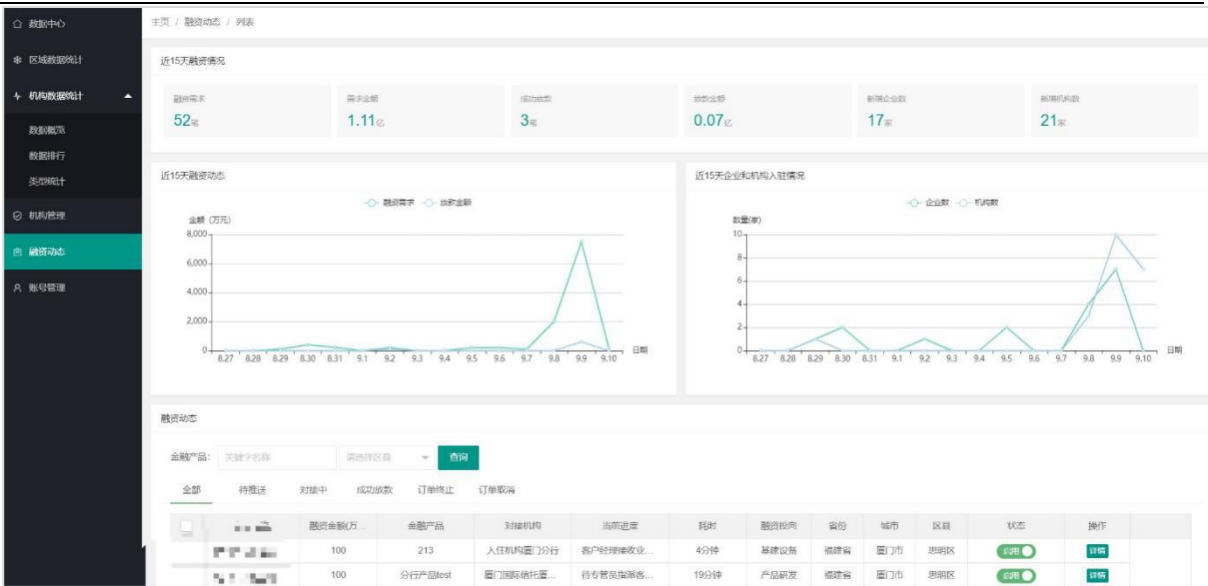 数据中心
区域数据统计
机构数据统计
数据概览
数据排行
类型统计
机构管理
融资动态
账号管理
主页 / 融资动态 / 列表
近15天融资情况
融资需求 需求金额 成功放款 放款金额 新增企业数 新增机构数
52笔 1.11亿 3笔 0.07亿 17家 21家
近15天融资动态
融资需求 放款金额
金额 (万元)
8,000
6,000
4,000
2,000
0
8.27 8.28 8.29 8.30 8.31 9.1 9.2 9.3 9.4 9.5 9.6 9.7 9.8 9.9 9.10 日期
近15天企业和机构入驻情况
企业数 机构数
数量(家)
10
8
6
4
2
0
8.27 8.28 8.29 8.30 8.31 9.1 9.2 9.3 9.4 9.5 9.6 9.7 9.8 9.9 9.10 日期
融资动态
金融产品: 关键字名称 请选择区县 查询
全部 待推送 对接中 成功放款 订单终止 订单取消
融资金额(万... 金融产品 对接机构 当前进度 耗时 融资投向 省份 城市 区县 状态 操作
100 213 入住机构厦门分行 客户经理接收业... 4分钟 基建设备 福建省 厦门市 思明区 启用 详情
100 分行产品test 厦门国际信托厦... 待专管员指派客... 19分钟 产品研发 福建省 厦门市 思明区 启用 详情